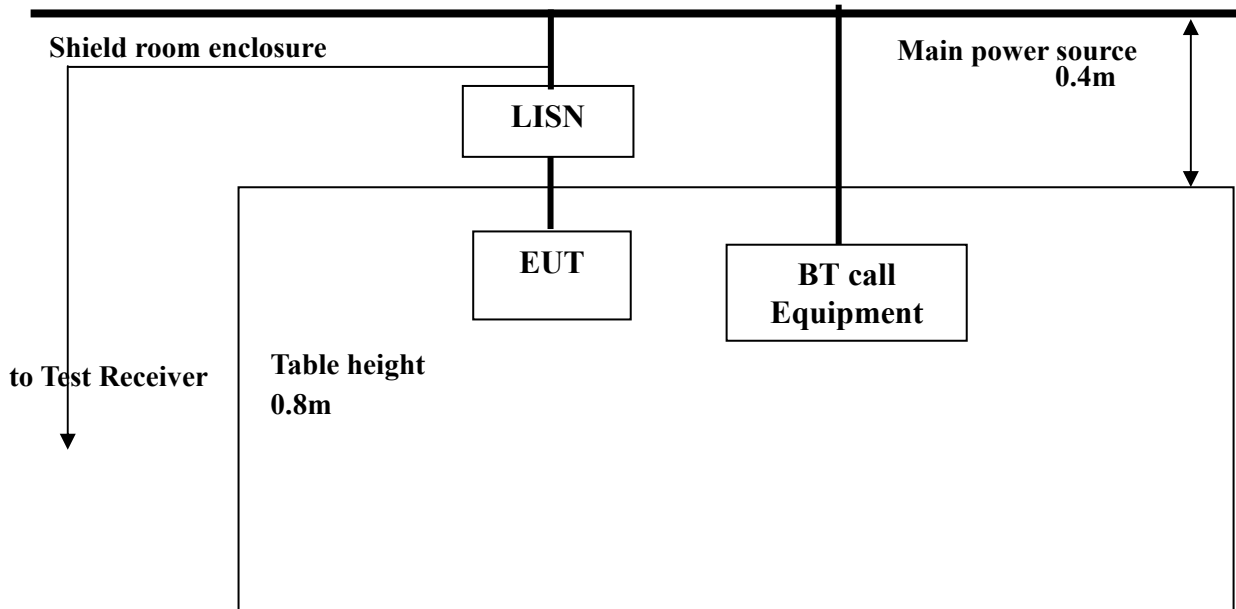 Shield room enclosure
Main power source
0.4m
LISN
EUT
BT call
Equipment
Table height
0.8m
to Test Receiver